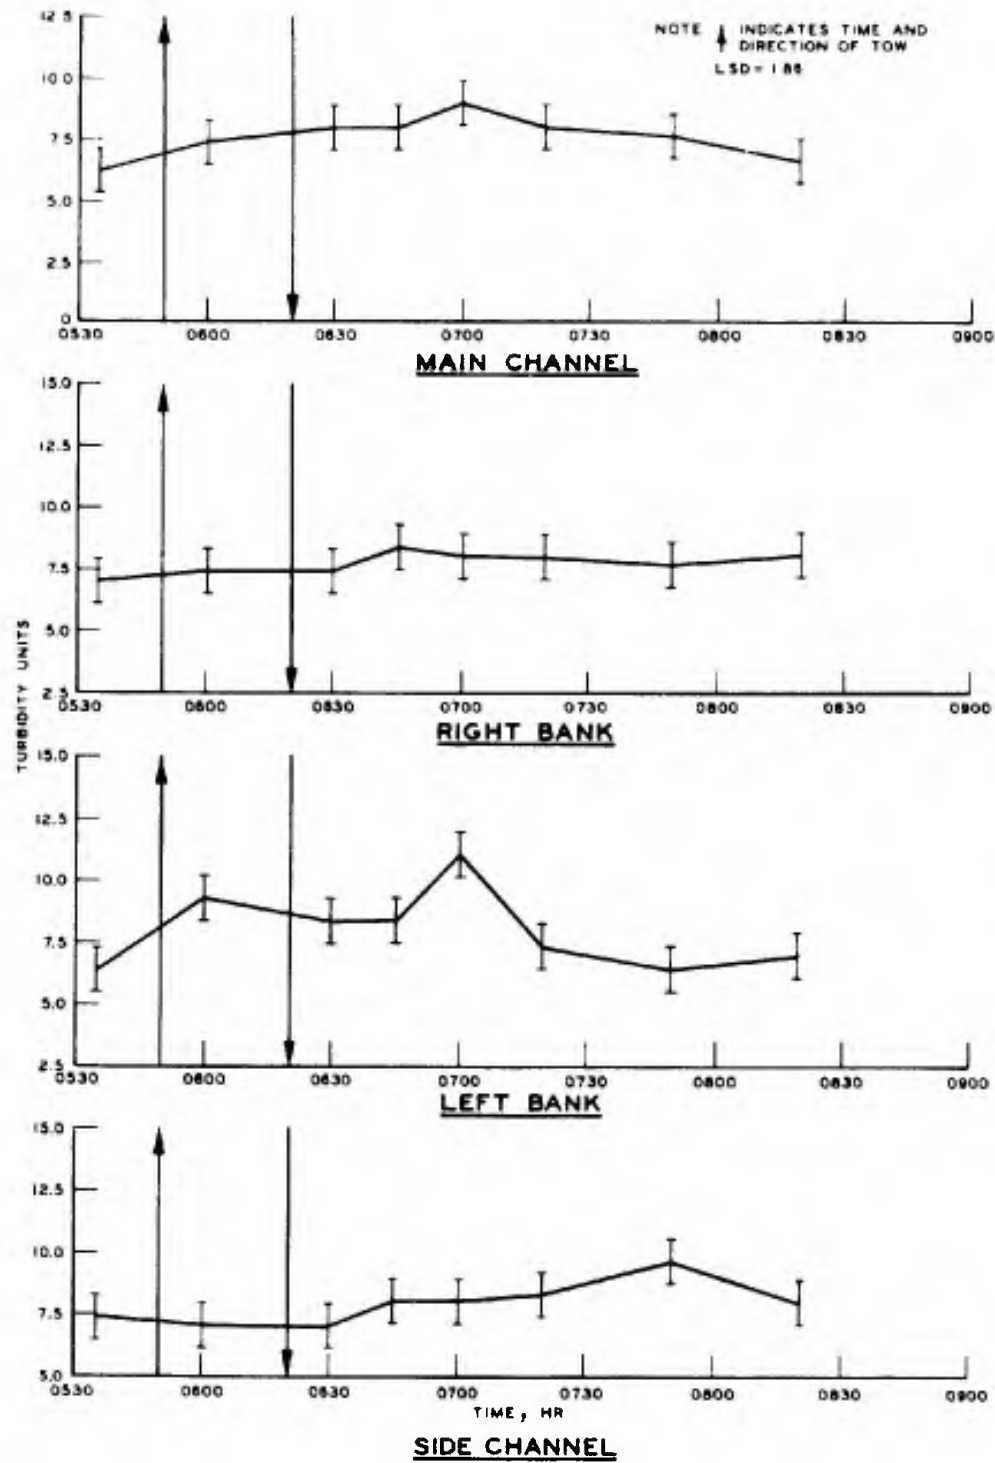 NOTE ↑ INDICATES TIME AND
DIRECTION OF TOW
LSD = 1.86
12.5
10.0
7.5
5.0
2.5
0
0530 0600 0630 0700 0730 0800 0830 0900
MAIN CHANNEL
15.0
12.5
10.0
7.5
5.0
2.5
0530 0600 0630 0700 0730 0800 0830 0900
RIGHT BANK
TURBIDITY UNITS
15.0
12.5
10.0
7.5
5.0
2.5
0530 0600 0630 0700 0730 0800 0830 0900
LEFT BANK
15.0
12.5
10.0
7.5
5.0
0530 0600 0630 0700 0730 0800 0830 0900
TIME, HR
SIDE CHANNEL